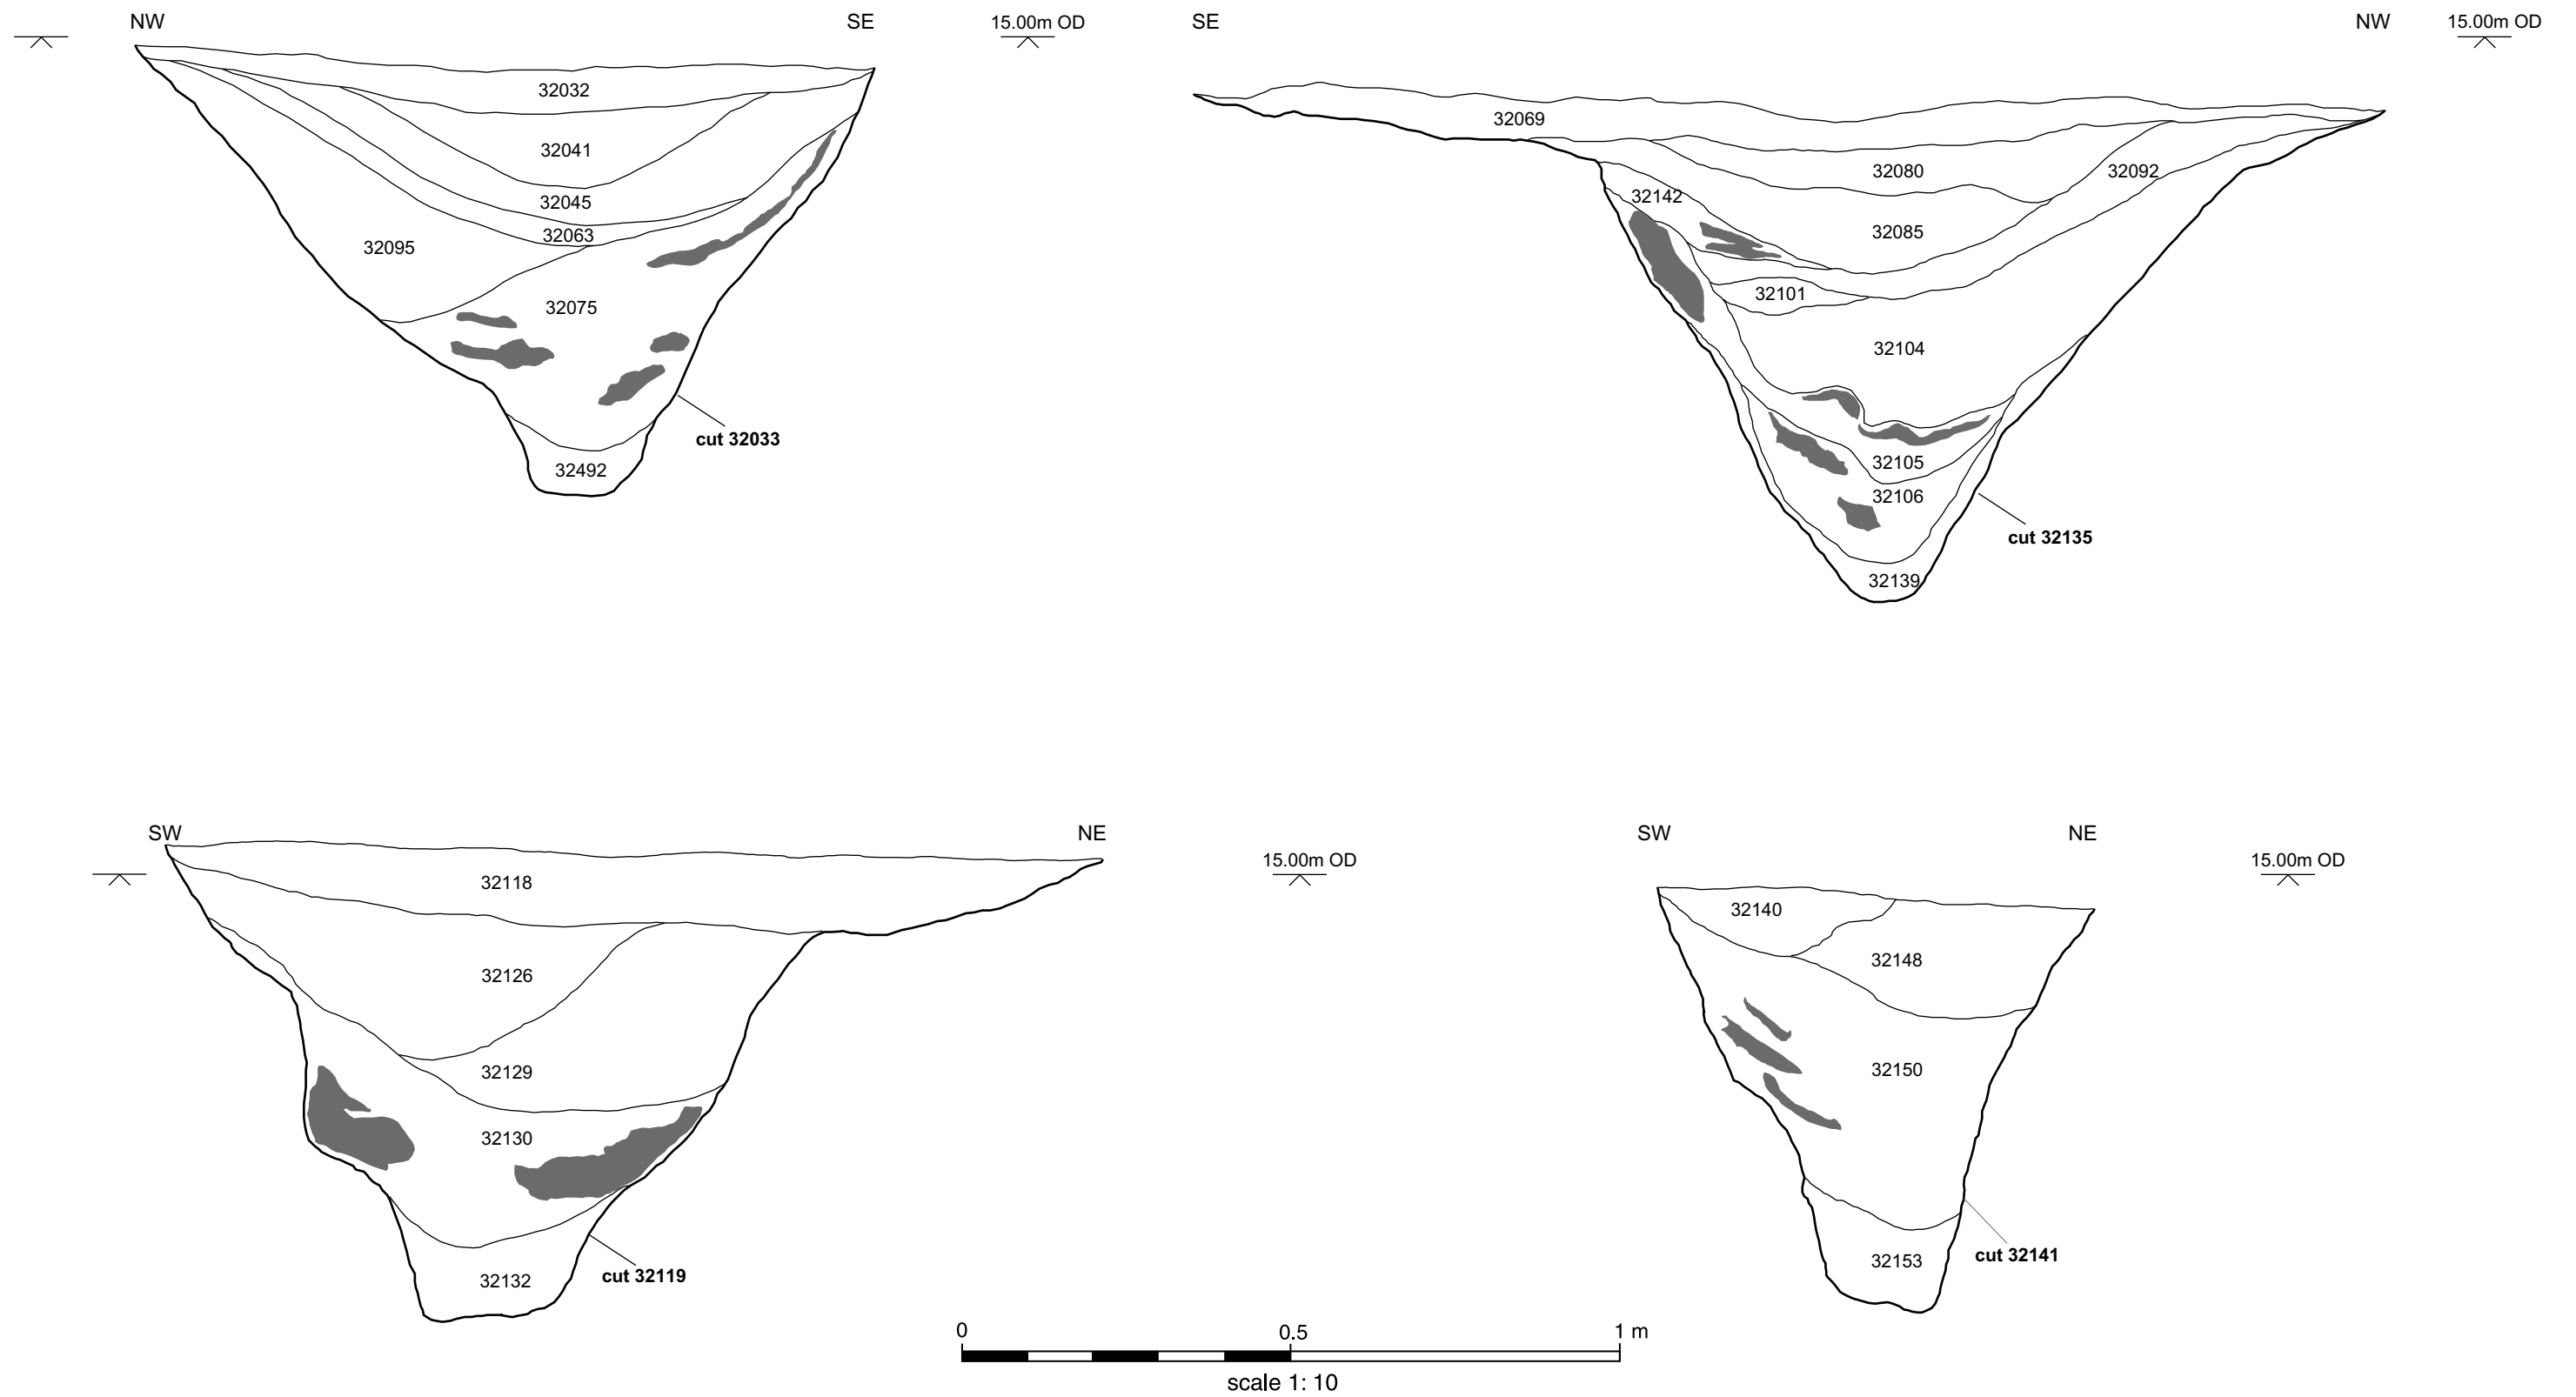 NW
SE
15.00m OD
32032
32041
32045
32063
32095
32075
cut 32033
32492
SE
NW
15.00m OD
32069
32080
32092
32142
32085
32101
32104
32105
32106
cut 32135
32139
SW
NE
15.00m OD
32118
32126
32129
32130
32132
cut 32119
SW
NE
15.00m OD
32140
32148
32150
32153
cut 32141
0 0.5 1 m
scale 1: 10